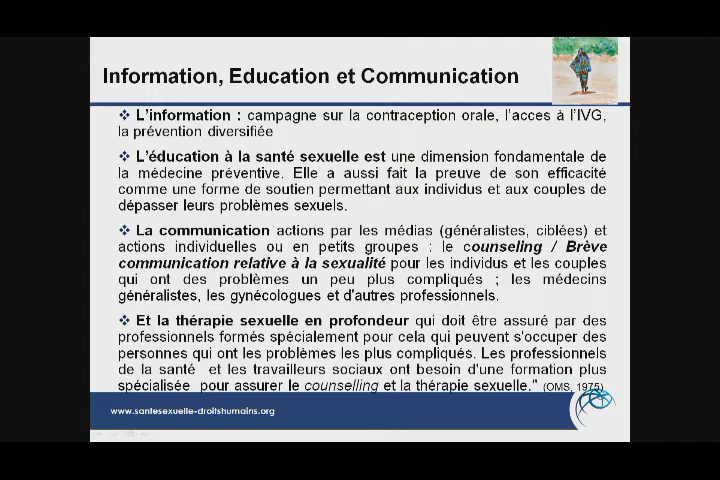 Information, Education et Communication
❖ L'information : campagne sur la contraception orale, l'acces à l'IVG,
la prévention diversifiée
❖ L'éducation à la santé sexuelle est une dimension fondamentale de
la médecine préventive. Elle a aussi fait la preuve de son efficacité
comme une forme de soutien permettant aux individus et aux couples de
dépasser leurs problèmes sexuels.
❖ La communication actions par les médias (généralistes, ciblées) et
actions individuelles ou en petits groupes : le counseling / Brève
communication relative à la sexualité pour les individus et les couples
qui ont des problèmes un peu plus compliqués ; les médecins
généralistes, les gynécologues et d'autres professionnels.
❖ Et la thérapie sexuelle en profondeur qui doit être assuré par des
professionnels formés spécialement pour cela qui peuvent s'occuper des
personnes qui ont les problèmes les plus compliqués. Les professionnels
de la santé et les travailleurs sociaux ont besoin d'une formation plus
spécialisée pour assurer le counselling et la thérapie sexuelle." (OMS, 1975)
www.santesexuelle-droitshumains.org